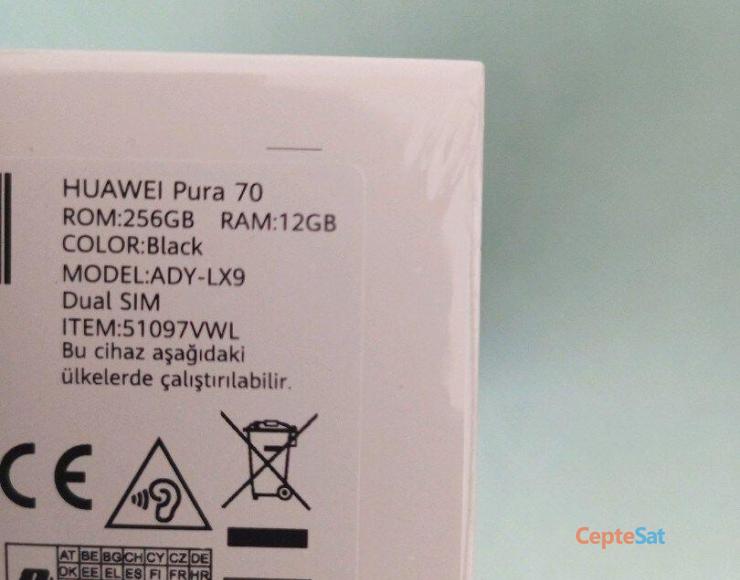 HUAWEI Pura 70
ROM:256GB RAM:12GB
COLOR:Black
MODEL:ADY-LX9
Dual SIM
ITEM:51097VWL
Bu cihaz aşağıdaki
ülkelerde çalıştırılabilir.
CE
AT BE BG CH CY CZ DE
DK EE EL ES FI FR HR
CepteSat